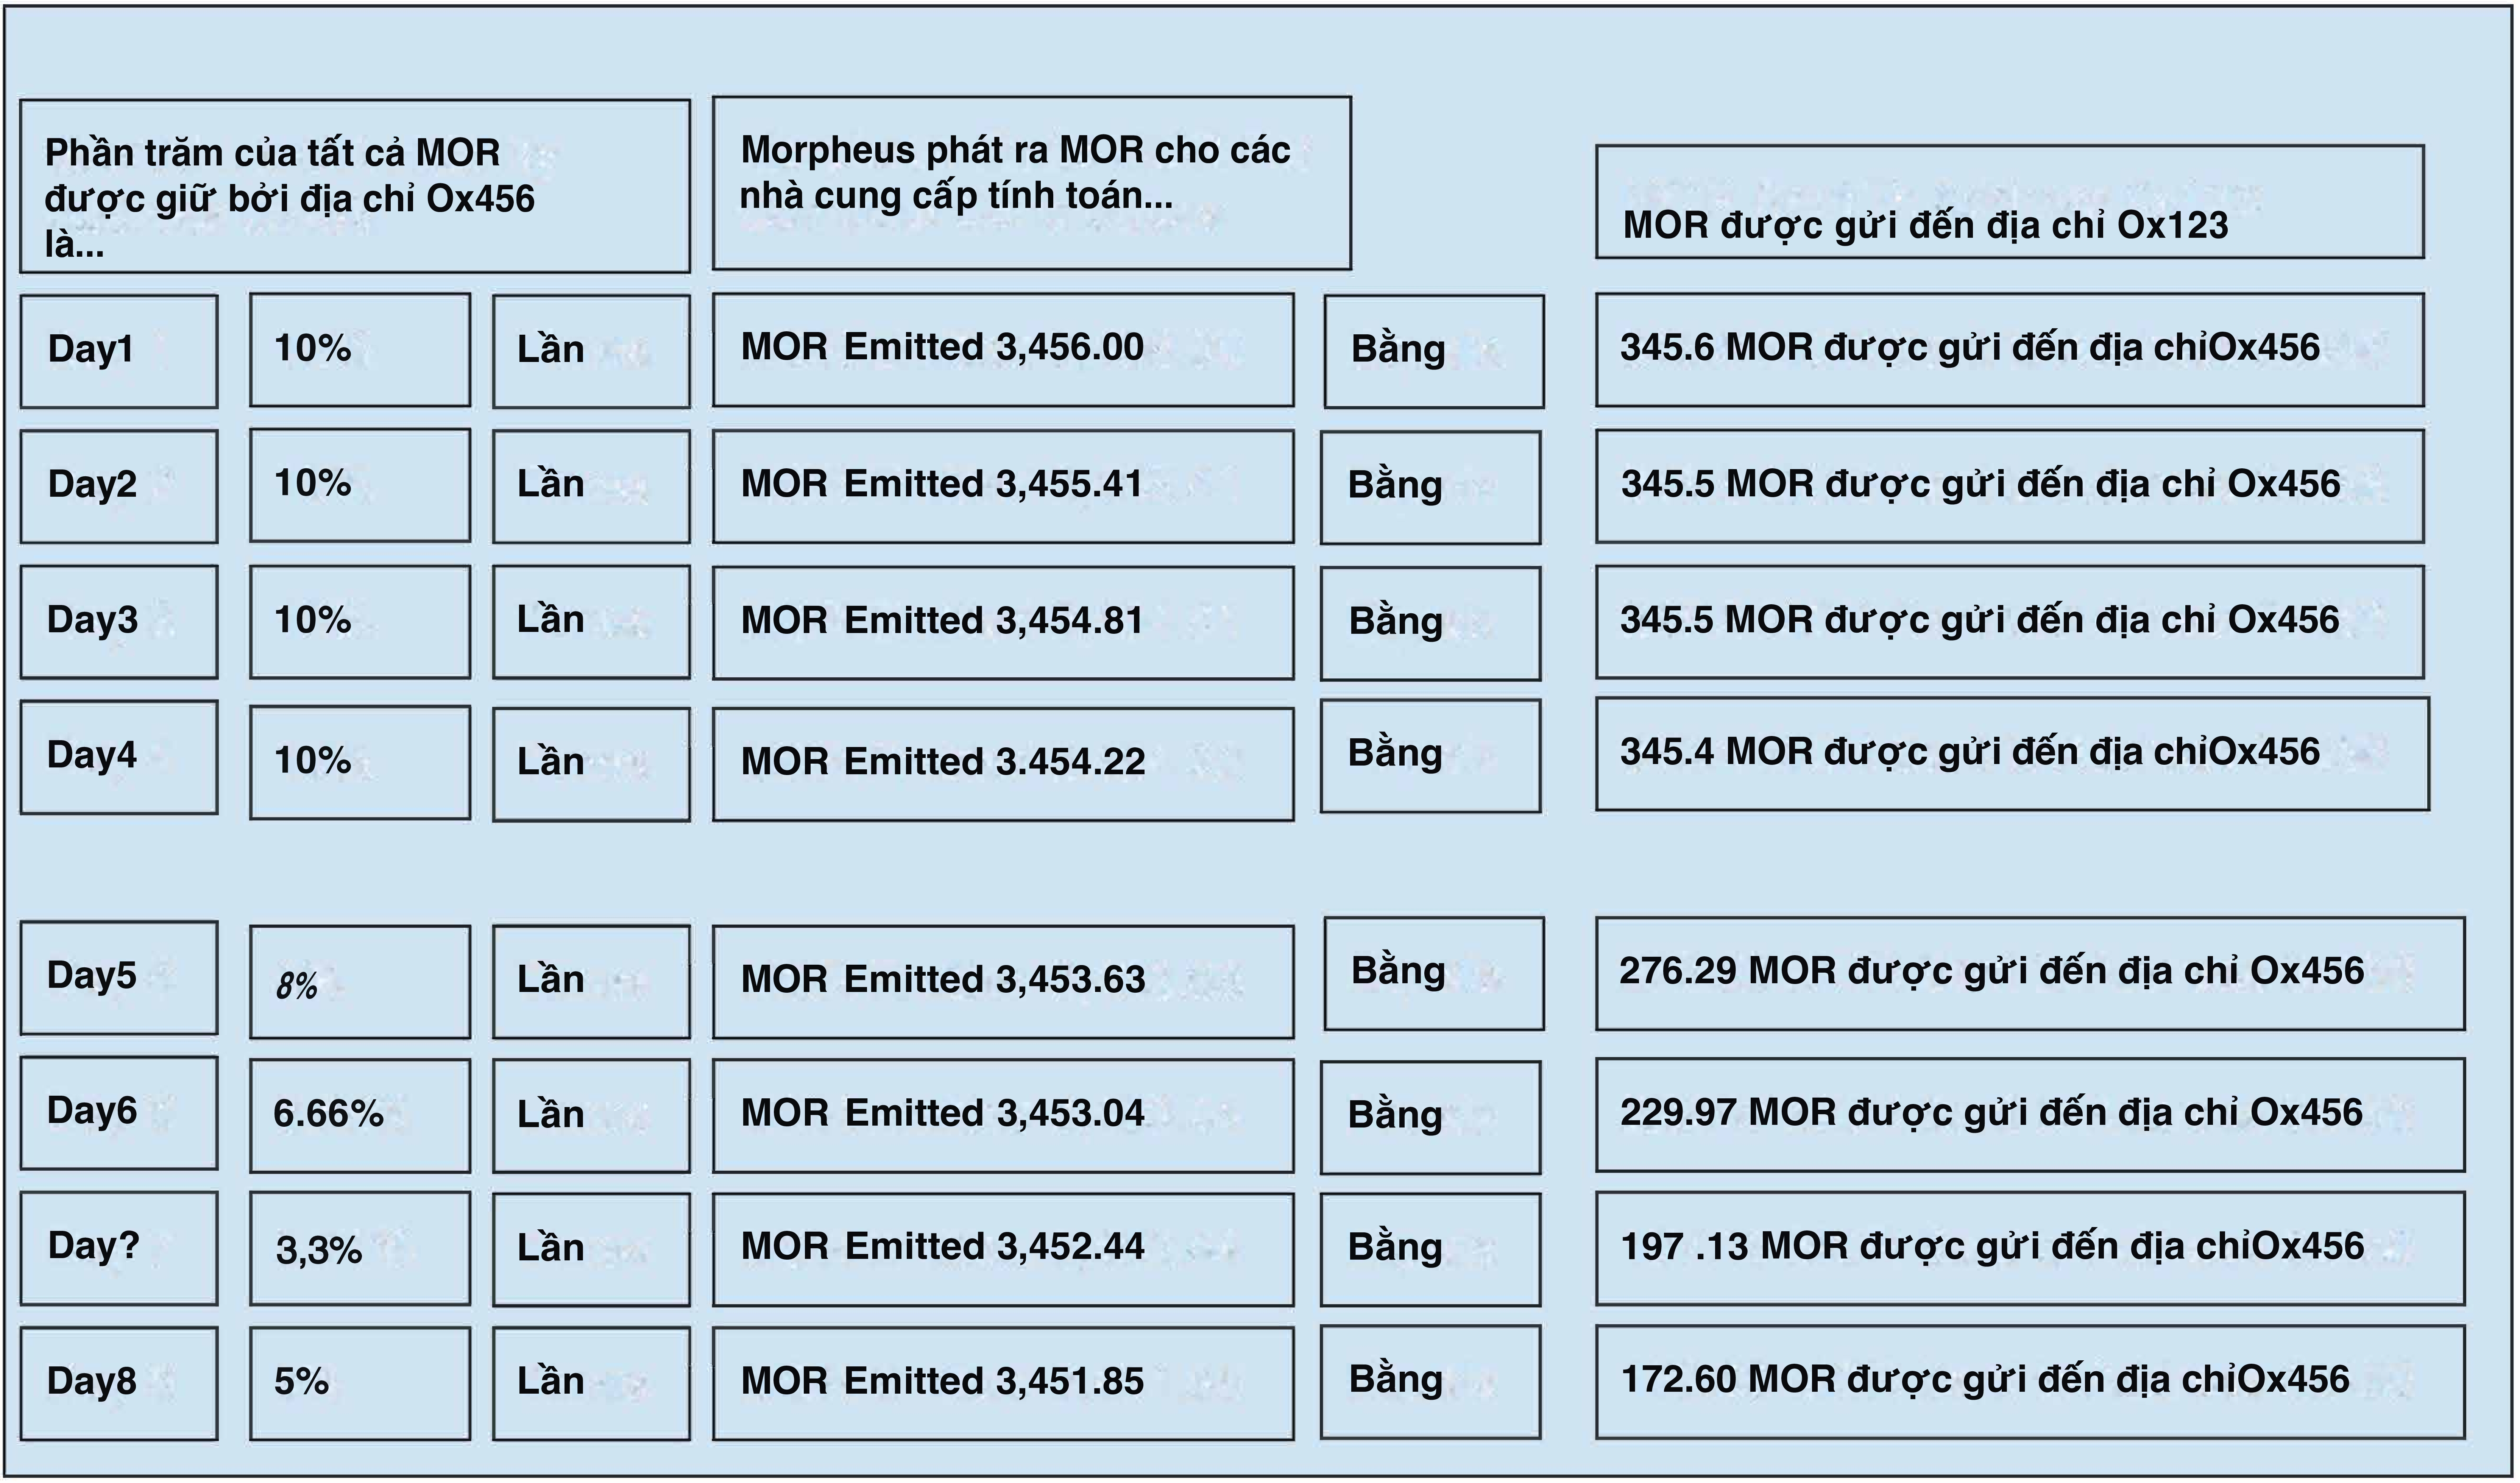 Phần trăm của tất cả MOR
được giữ bởi địa chỉ Ox456
là...
Morpheus phát ra MOR cho các
nhà cung cấp tính toán...
MOR được gửi đến địa chỉ Ox123
Day1 10% Lần MOR Emitted 3,456.00 Bằng 345.6 MOR được gửi đến địa chỉOx456
Day2 10% Lần MOR Emitted 3,455.41 Bằng 345.5 MOR được gửi đến địa chỉ Ox456
Day3 10% Lần MOR Emitted 3,454.81 Bằng 345.5 MOR được gửi đến địa chỉ Ox456
Day4 10% Lần MOR Emitted 3.454.22 Bằng 345.4 MOR được gửi đến địa chỉOx456
Day5 8% Lần MOR Emitted 3,453.63 Bằng 276.29 MOR được gửi đến địa chỉ Ox456
Day6 6.66% Lần MOR Emitted 3,453.04 Bằng 229.97 MOR được gửi đến địa chỉ Ox456
Day? 3,3% Lần MOR Emitted 3,452.44 Bằng 197 .13 MOR được gửi đến địa chỉOx456
Day8 5% Lần MOR Emitted 3,451.85 Bằng 172.60 MOR được gửi đến địa chỉOx456